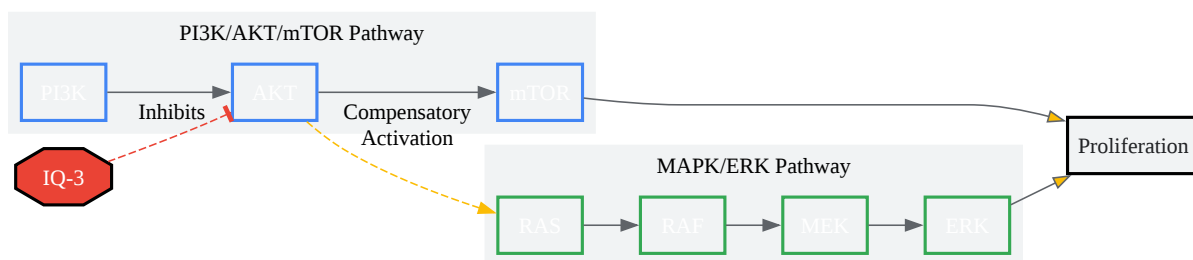 PI3K/AKT/mTOR Pathway
PI3K
AKT
mTOR
Inhibits
Compensatory
Activation
IQ-3
MAPK/ERK Pathway
RAS
RAF
MEK
ERK
Proliferation